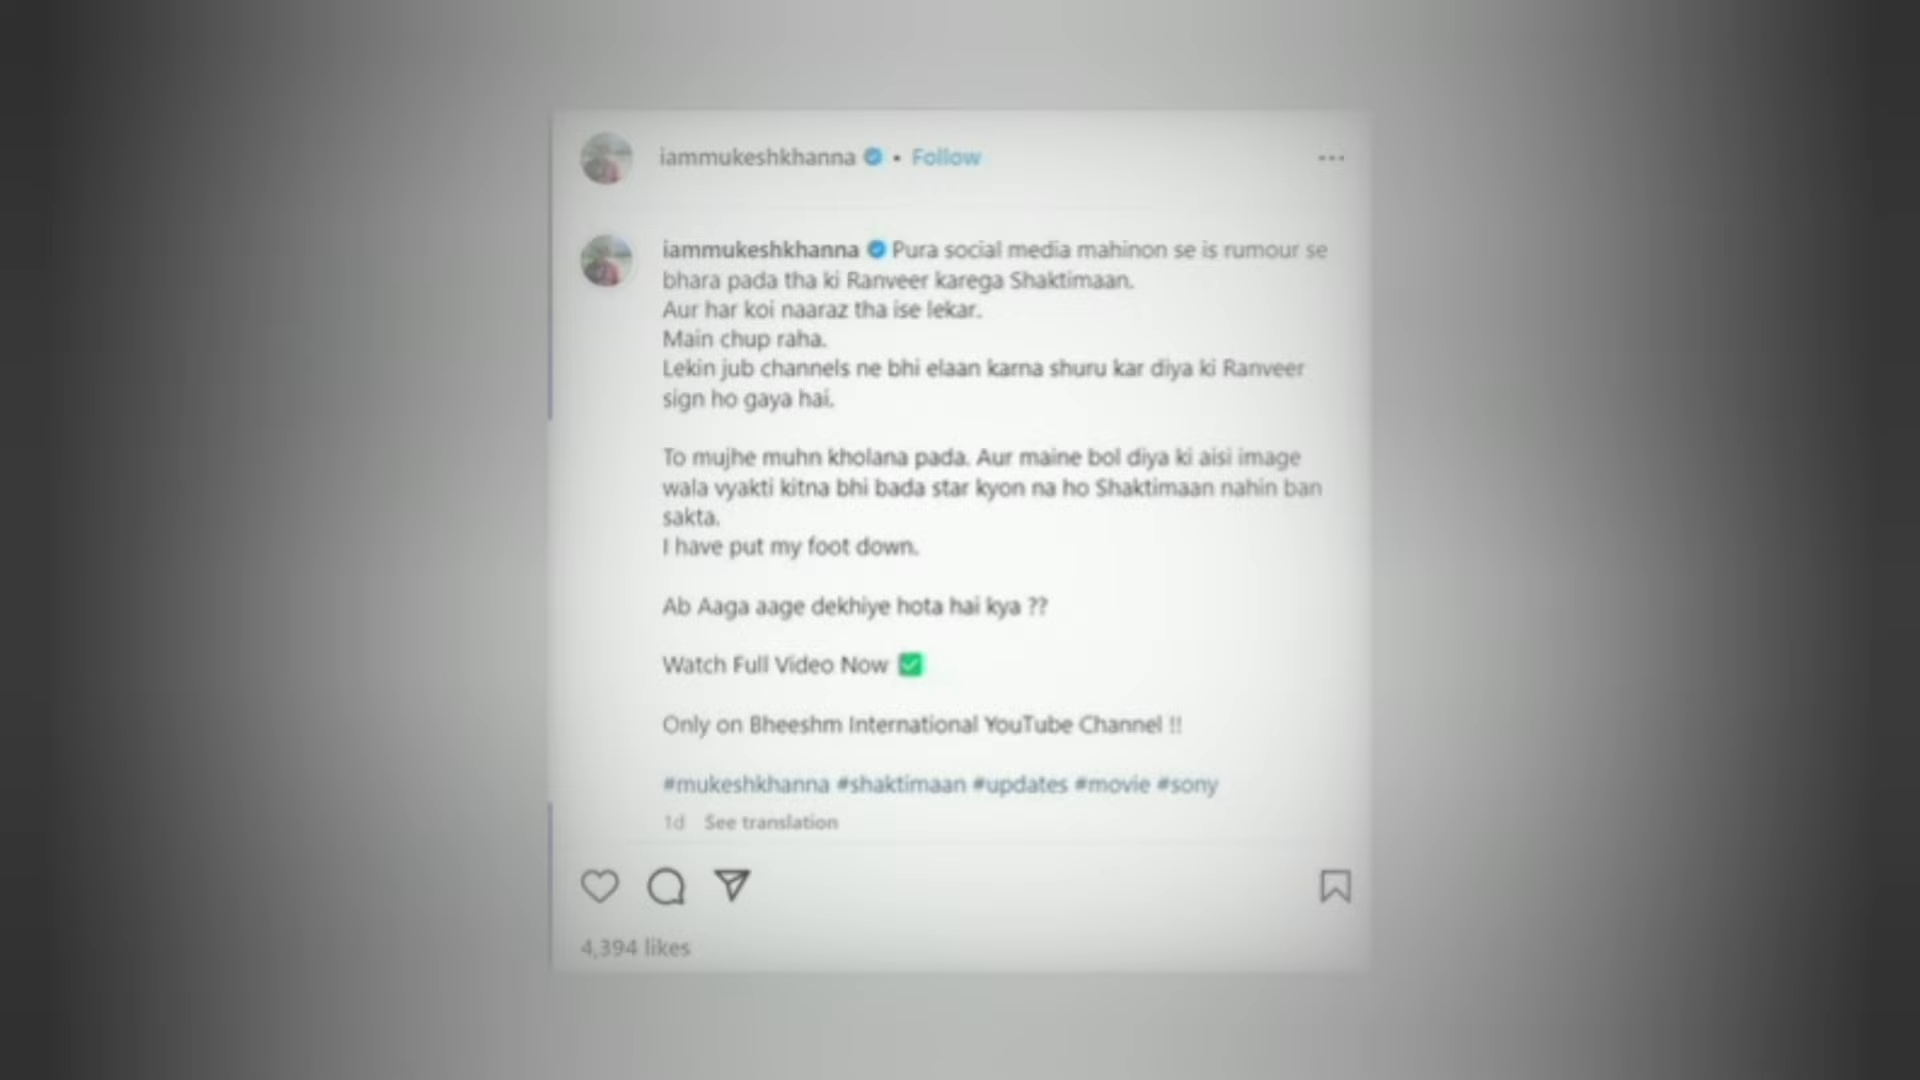 iammukeshkhanna • Follow
iammukeshkhanna Pura social media mahinon se is rumour se
bhara pada tha ki Ranveer karega Shaktimaan.
Aur har koi naaraz tha ise lekar.
Main chup raha.
Lekin jub channels ne bhi elaan karna shuru kar diya ki Ranveer
sign ho gaya hai.
To mujhe muhn kholana pada. Aur maine bol diya ki aisi image
wala vyakti kitna bhi bada star kyon na ho Shaktimaan nahin ban
sakta.
I have put my foot down.
Ab Aaga aage dekhiye hota hai kya ??
Watch Full Video Now ✅
Only on Bheeshm International YouTube Channel !!
#mukeshkhanna #shaktimaan #updates #movie #sony
1d See translation
4,394 likes